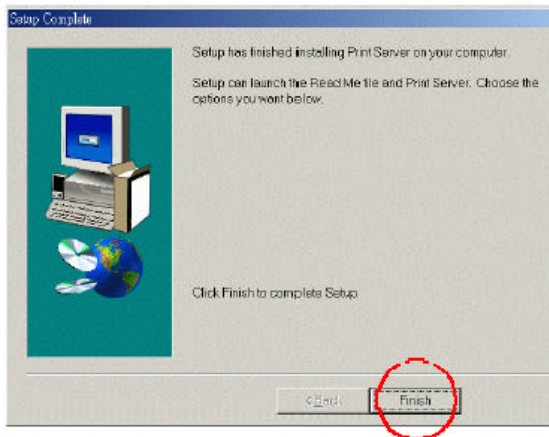 Setup Complete
Setup has finished installing Print Server on your computer.
Setup can launch the Read Me file and Print Server. Choose the
options you want below.
Click Finish to complete Setup
< Back
Finish